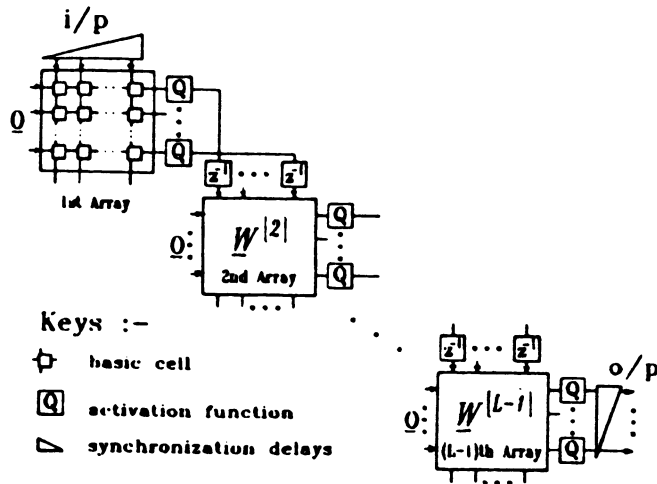 i/p
Q
0
Q
1st Array
z⁻¹ ... z⁻¹
0
W[2]
2nd Array
Q
Q
Keys :-
basic cell
Q activation function
synchronization delays
z⁻¹ ... z⁻¹
o/p
0
W[L-1]
(L-1)th Array
Q
Q